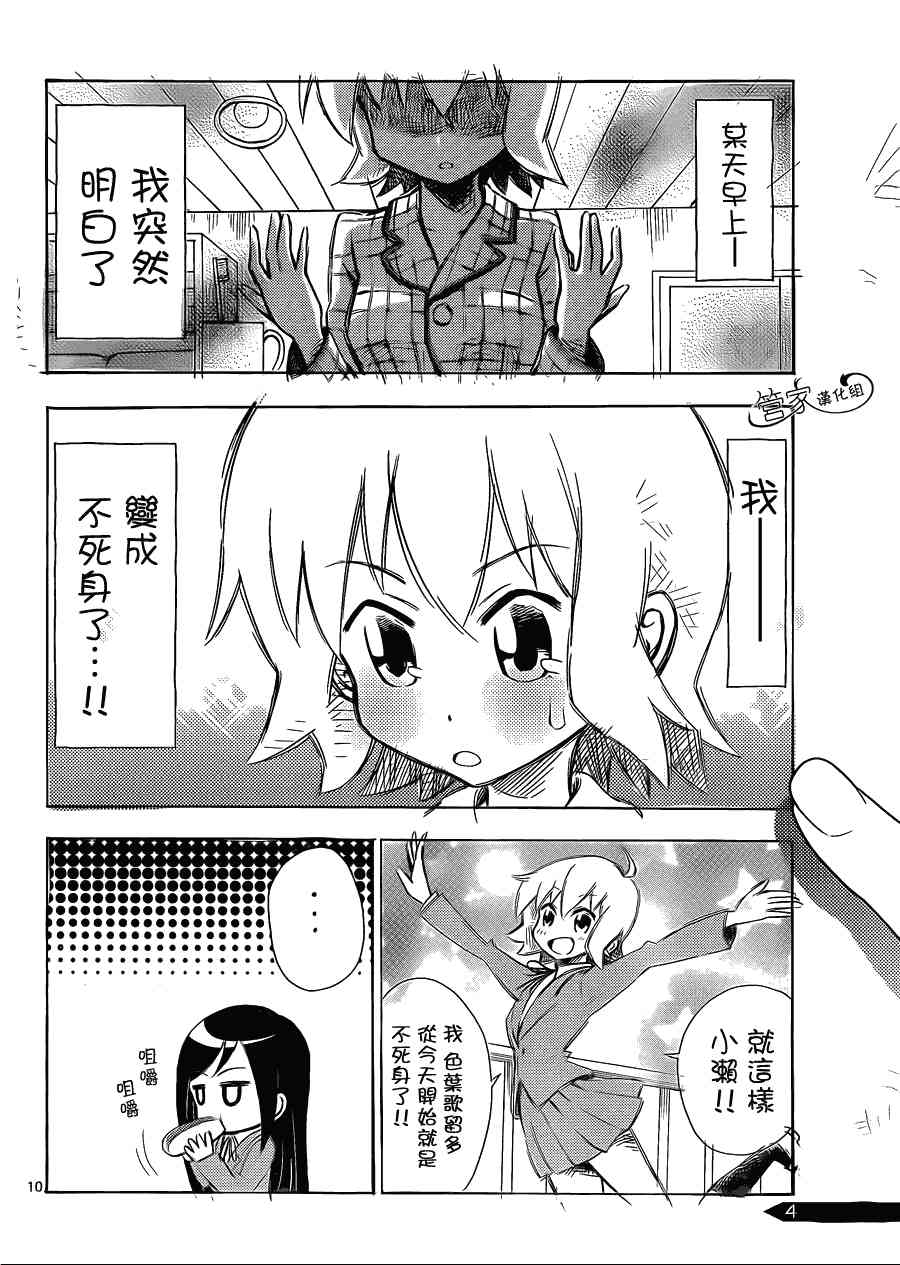 某天早上—
我突然
明白了
管家
漢化組
我——
變成
不死身了…!!
就這樣
小瀨!!
我 色葉歌留多
從今天開始就是
不死身了!!
…
咀嚼
咀嚼
10
4